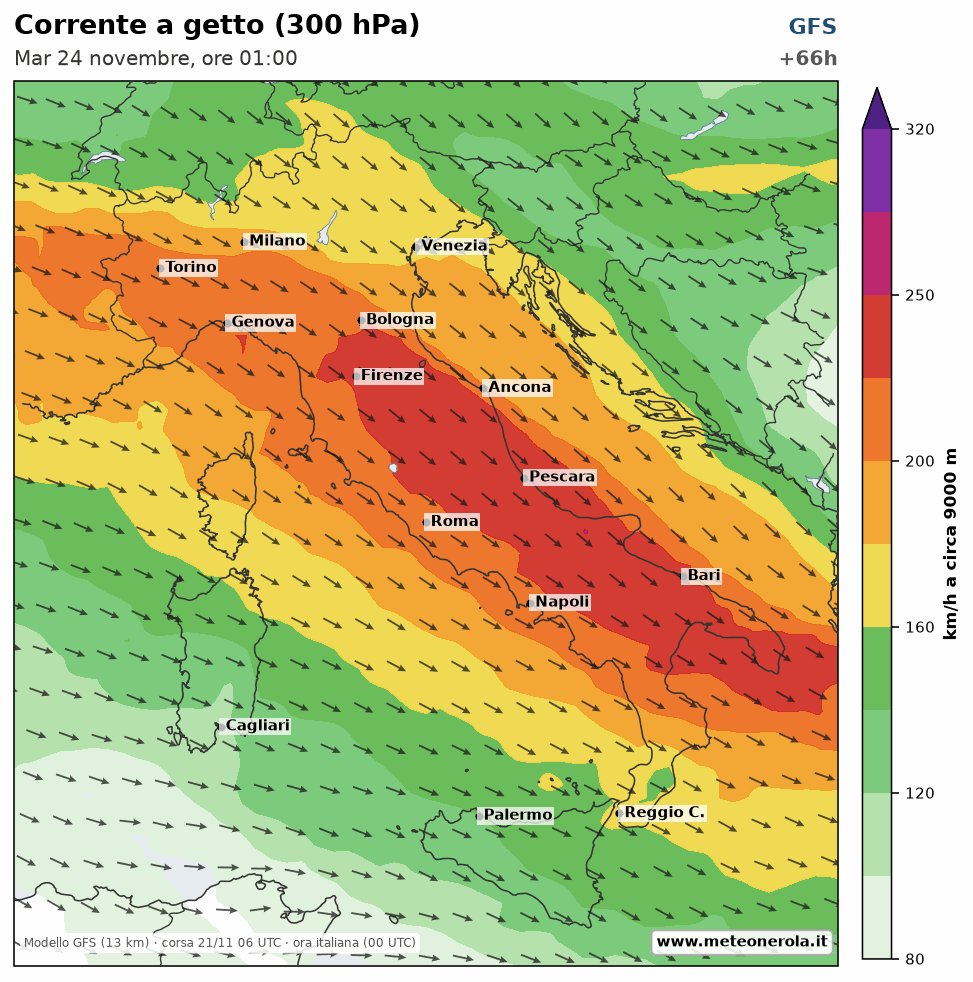 Corrente a getto (300 hPa)
GFS
Mar 24 novembre, ore 01:00
+66h
320
Milano
Venezia
Torino
250
Genova
Bologna
Firenze
Ancona
200
Pescara
Roma
km/h a circa 9000 m
Bari
Napoli
160
Cagliari
120
Palermo
Reggio C.
Modello GFS (13 km) · corsa 21/11 06 UTC · ora italiana (00 UTC)
www.meteonerola.it
80